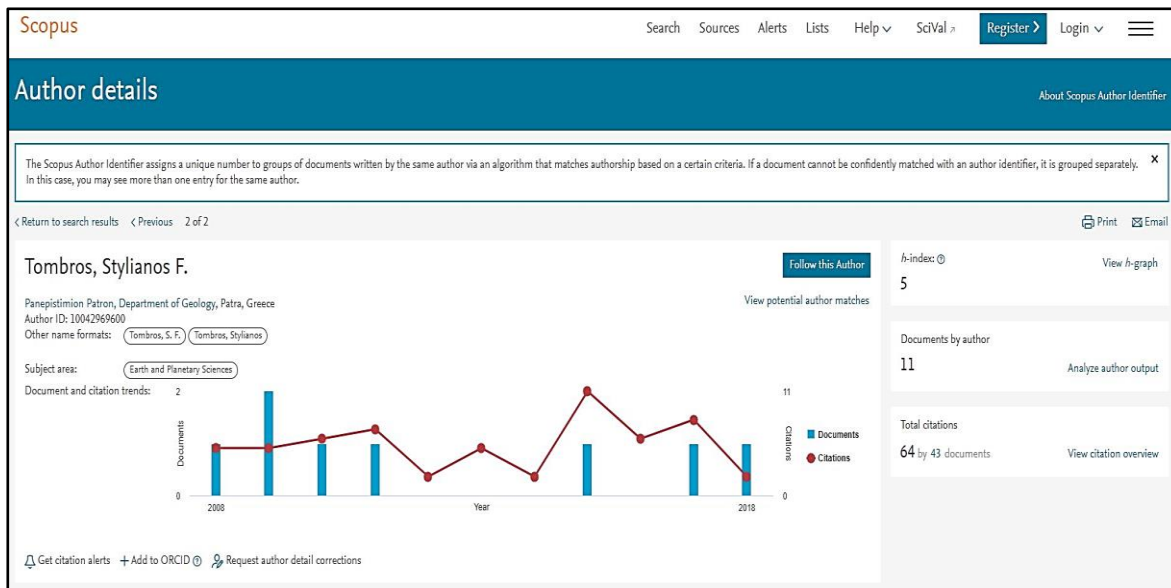 Scopus
Search Sources Alerts Lists Help SciVal Register Login
Author details
About Scopus Author Identifier
The Scopus Author Identifier assigns a unique number to groups of documents written by the same author via an algorithm that matches authorship based on a certain criteria. If a document cannot be confidently matched with an author identifier, it is grouped separately. x
In this case, you may see more than one entry for the same author.
< Return to search results < Previous 2 of 2
Print Email
Tombros, Stylianos F.
Follow this Author
View potential author matches
Panepistimion Patron, Department of Geology, Patra, Greece
Author ID: 10042969600
Other name formats: Tombros, S. F. Tombros, Stylianos
Subject area: Earth and Planetary Sciences
Document and citation trends:
2
11
Documents
Citations
Documents
Citations
0
0
2008
Year
2018
Get citation alerts + Add to ORCID Request author detail corrections
h-index:
View h-graph
5
Documents by author
11
Analyze author output
Total citations
64 by 43 documents
View citation overview